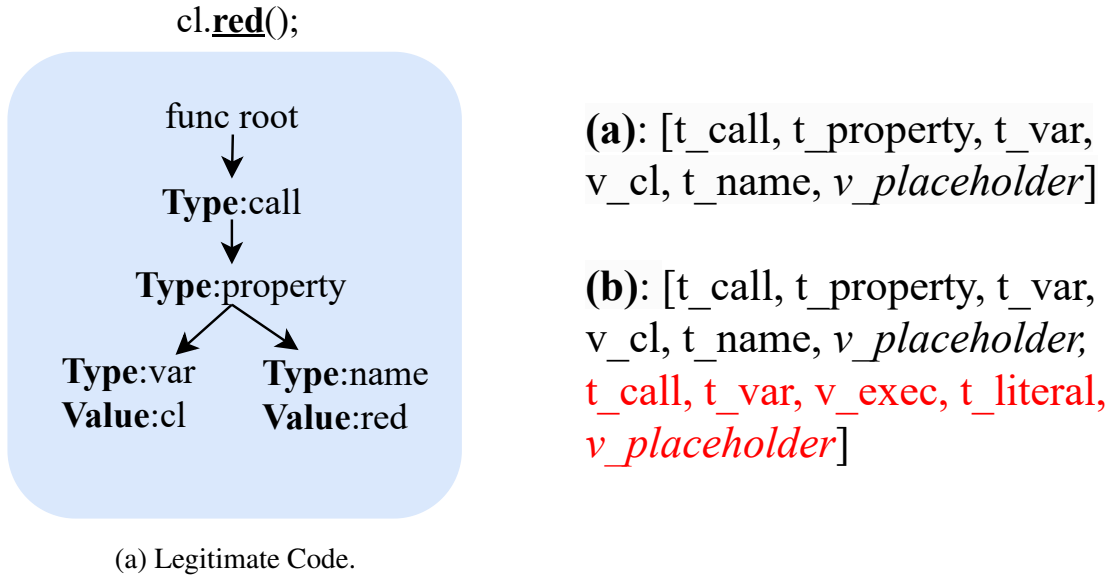 cl.red();
func root
Type:call
Type:property
Type:var
Value:cl
Type:name
Value:red
(a) Legitimate Code.
(a): [t_call, t_property, t_var,
v_cl, t_name, v_placeholder]
(b): [t_call, t_property, t_var,
v_cl, t_name, v_placeholder,
t_call, t_var, v_exec, t_literal,
v_placeholder]